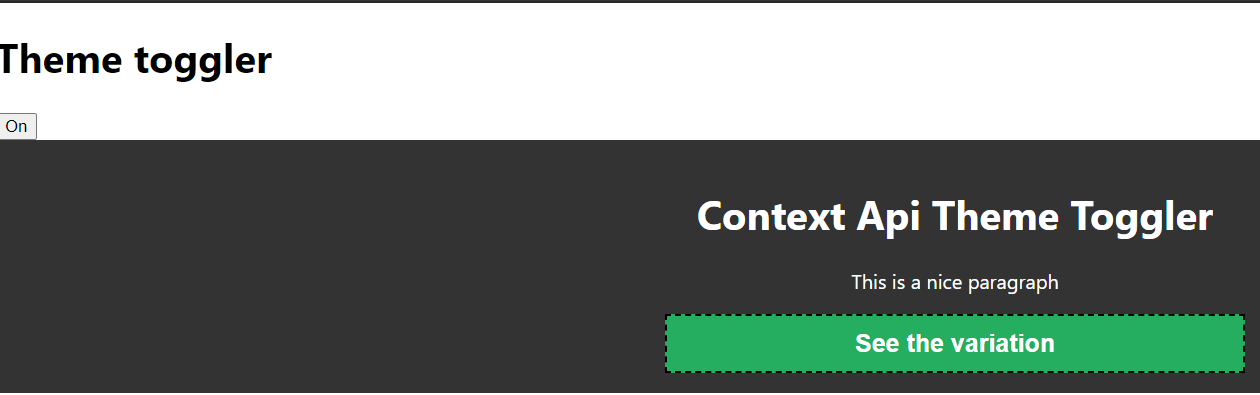 Theme toggler
On
Context Api Theme Toggler
This is a nice paragraph
See the variation